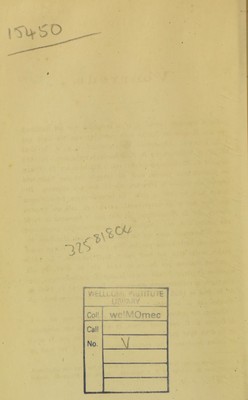 15450
32581800
WELLCOME INSTITUTE
LIBRARY
Coll. welMOmec
Call
No. V